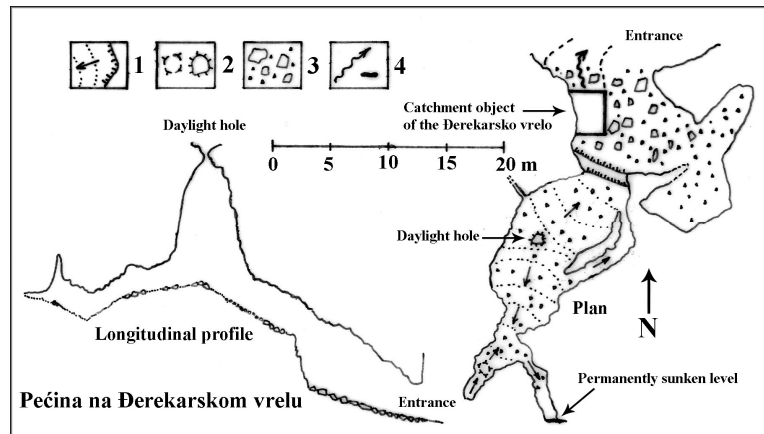 1
2
3
4
Entrance
Daylight hole
Catchment object
of the Đerekarsko vrelo
0 5 10 15 20 m
Daylight hole
Plan
N
Longitudinal profile
Permanently sunken level
Pećina na Đerekarskom vrelu
Entrance